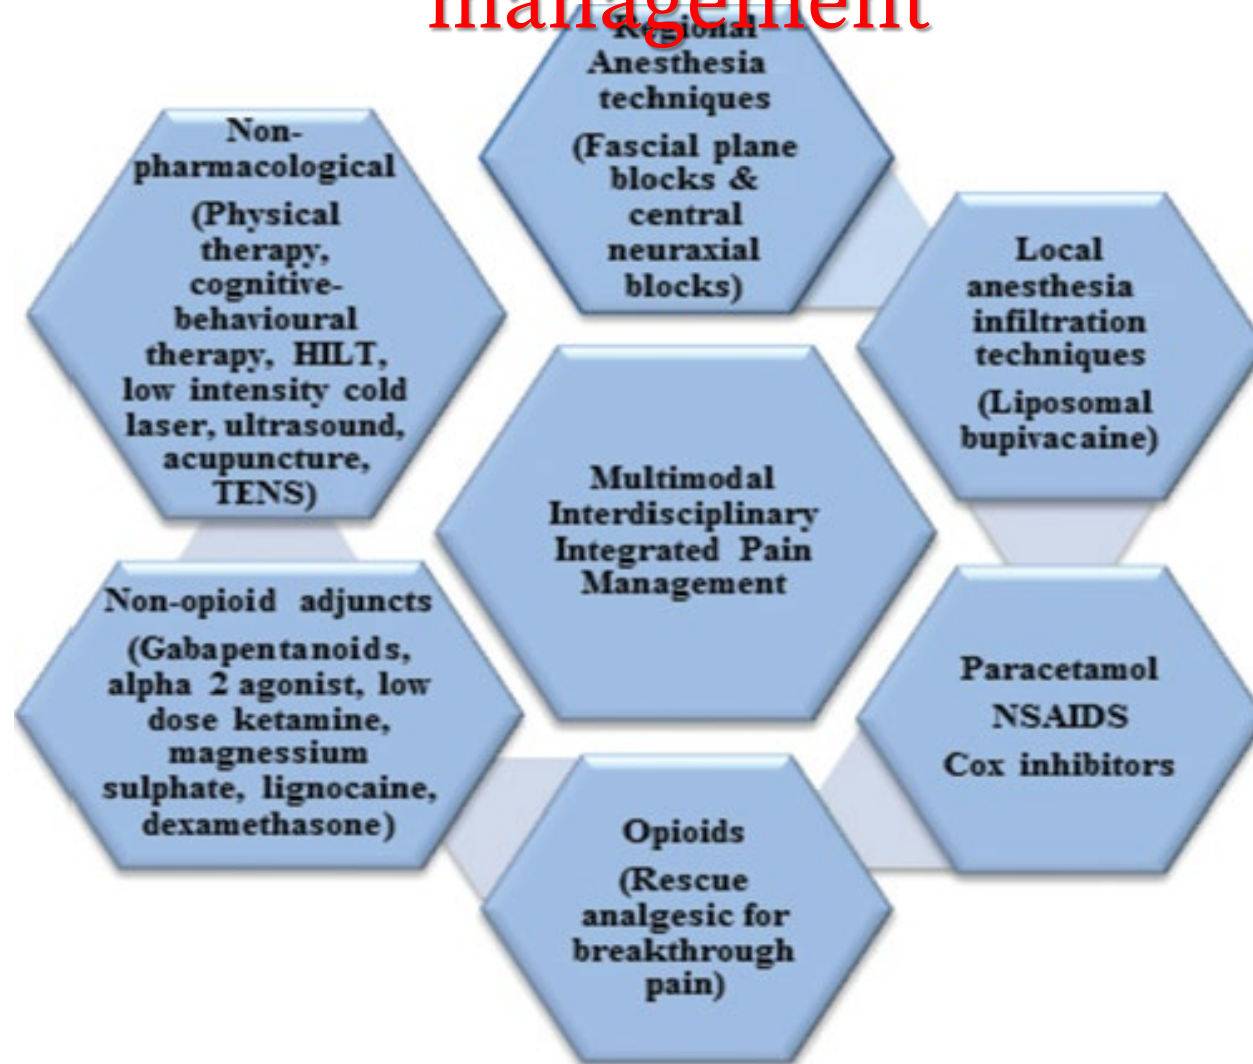 management
Regional
Anesthesia
techniques
(Fascial plane
blocks &
central
neuraxial
blocks)
Local
anesthesia
infiltration
techniques
(Liposomal
bupivacaine)
Paracetamol
NSAIDS
Cox inhibitors
Opioids
(Rescue
analgesic for
breakthrough
pain)
Non-opioid adjuncts
(Gabapentanoids,
alpha 2 agonist, low
dose ketamine,
magnessium
sulphate, lignocaine,
dexamethasone)
Non-
pharmacological
(Physical
therapy,
cognitive-
behavioural
therapy, HILT,
low intensity cold
laser, ultrasound,
acupuncture,
TENS)
Multimodal
Interdisciplinary
Integrated Pain
Management